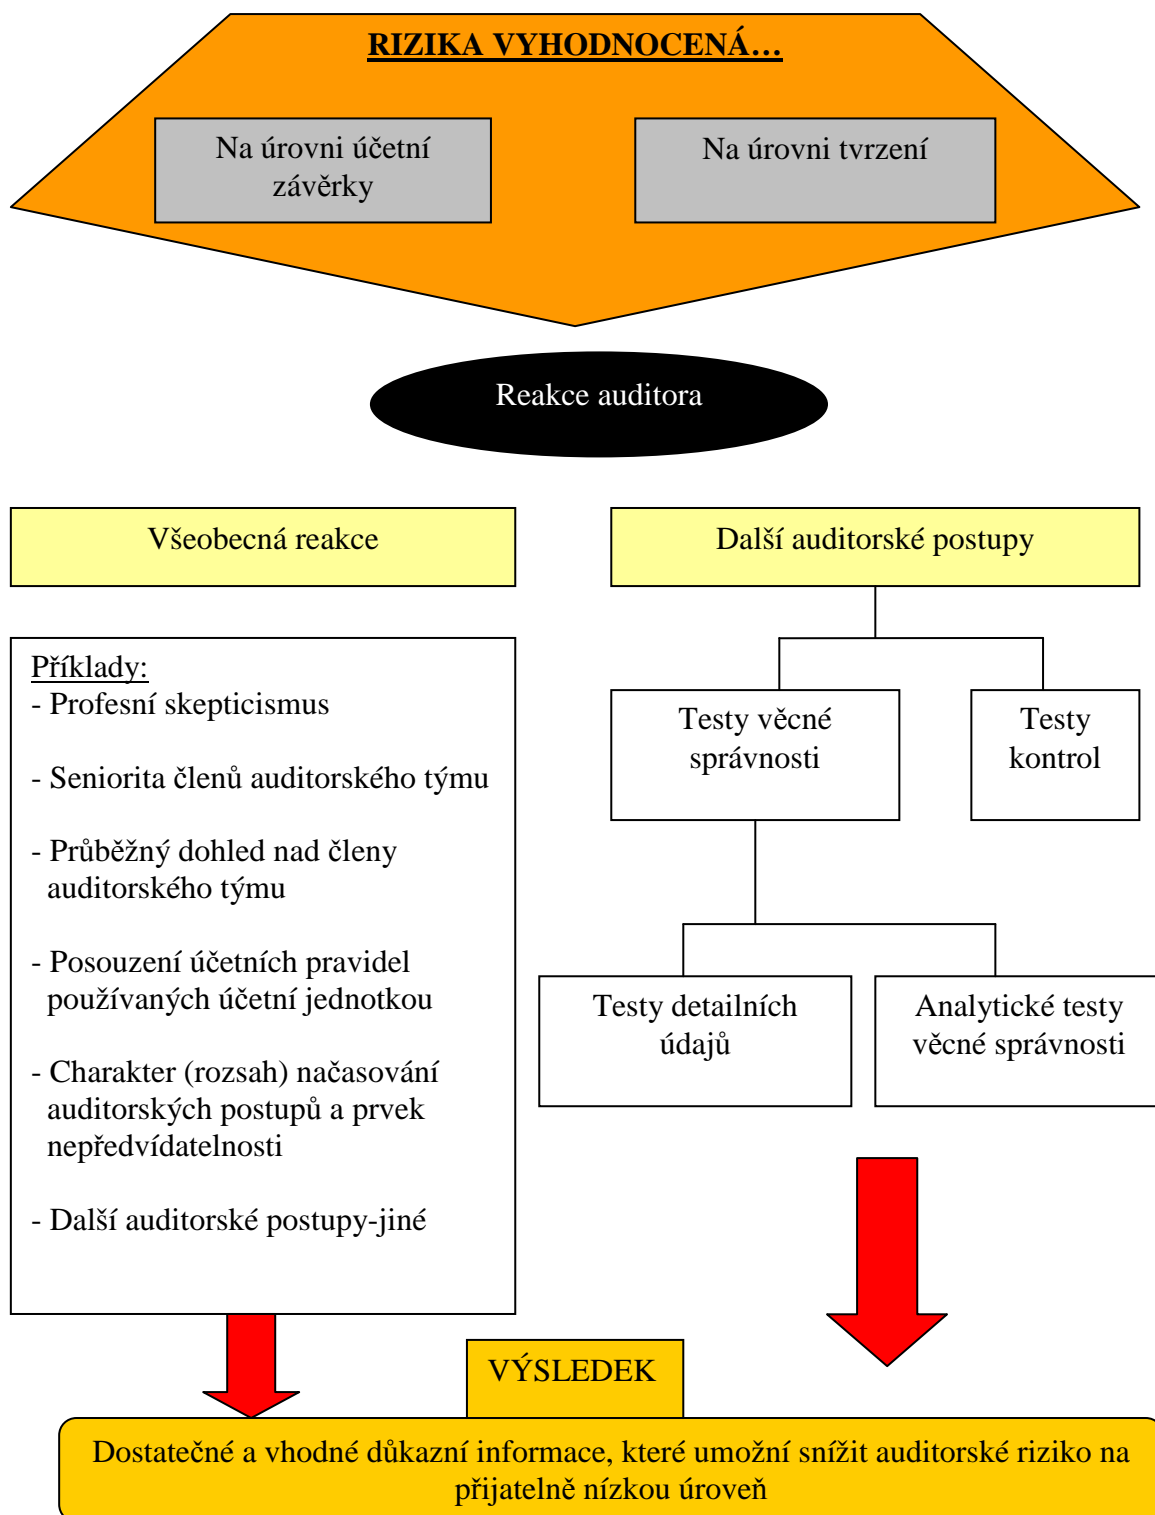 RIZIKA VYHODNOCENÁ…
Na úrovni účetní
závěrky
Na úrovni tvrzení
Reakce auditora
Všeobecná reakce
Další auditorské postupy
Příklady:
- Profesní skepticismus
- Seniorita členů auditorského týmu
- Průběžný dohled nad členy
auditorského týmu
- Posouzení účetních pravidel
používaných účetní jednotkou
- Charakter (rozsah) načasování
auditorských postupů a prvek
nepředvídatelnosti
- Další auditorské postupy-jiné
Testy věcné
správnosti
Testy
kontrol
Testy detailních
údajů
Analytické testy
věcné správnosti
VÝSLEDEK
Dostatečné a vhodné důkazní informace, které umožní snížit auditorské riziko na
přijatelně nízkou úroveň